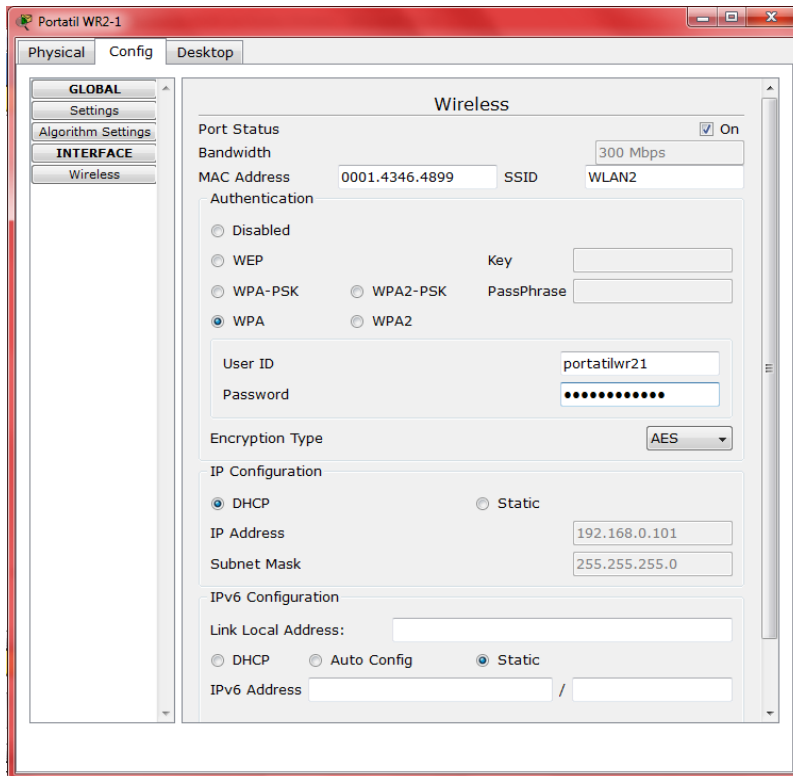 Portatil WR2-1
Physical Config Desktop
GLOBAL
Settings
Algorithm Settings
INTERFACE
Wireless
Wireless
Port Status On
Bandwidth 300 Mbps
MAC Address 0001.4346.4899 SSID WLAN2
Authentication
Disabled
WEP Key
WPA-PSK WPA2-PSK PassPhrase
WPA WPA2
User ID portatilwr21
Password ●●●●●●●●●●●●
Encryption Type AES
IP Configuration
DHCP Static
IP Address 192.168.0.101
Subnet Mask 255.255.255.0
IPv6 Configuration
Link Local Address:
DHCP Auto Config Static
IPv6 Address /